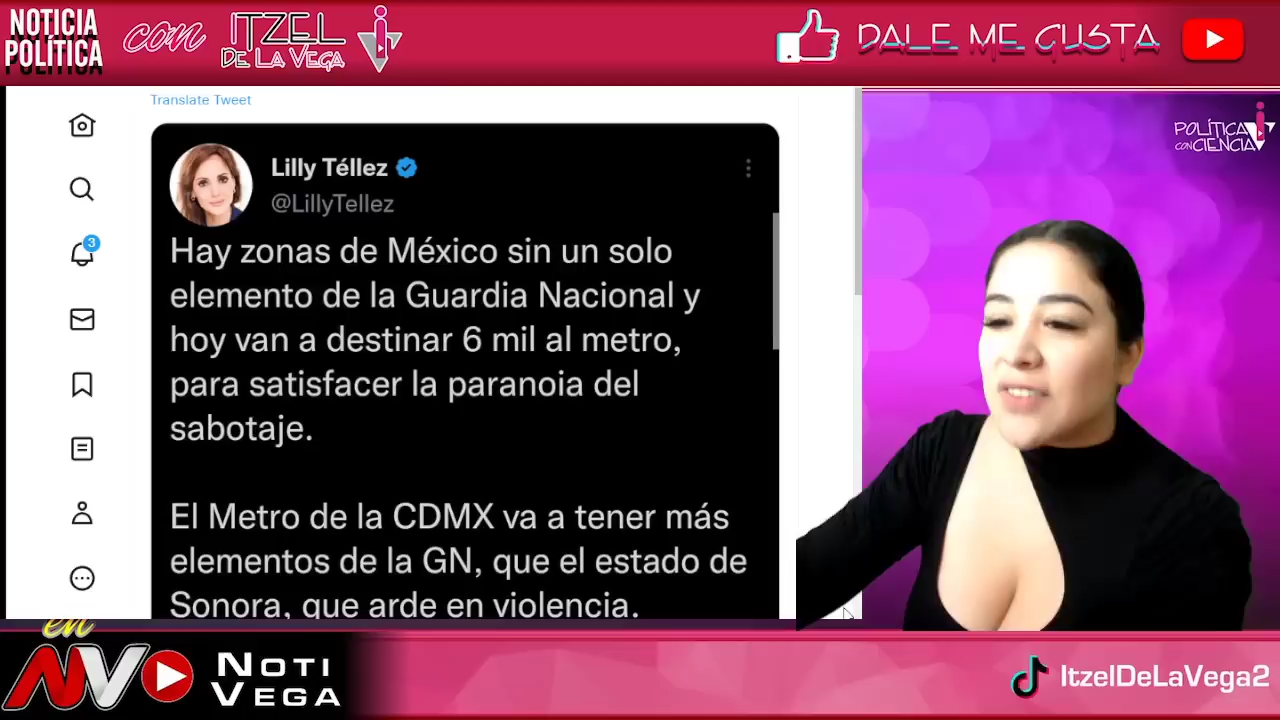 NOTICIA
POLÍTICA
con
ITZEL
DE LA VEGA
DALE ME GUSTA
Translate Tweet
Lilly Téllez
@LillyTellez
3
Hay zonas de México sin un solo
elemento de la Guardia Nacional y
hoy van a destinar 6 mil al metro,
para satisfacer la paranoia del
sabotaje.
El Metro de la CDMX va a tener más
elementos de la GN, que el estado de
Sonora, que arde en violencia.
POLÍTICA
CONCIENCIA
en
NV
NOTI
VEGA
ItzelDeLaVega2